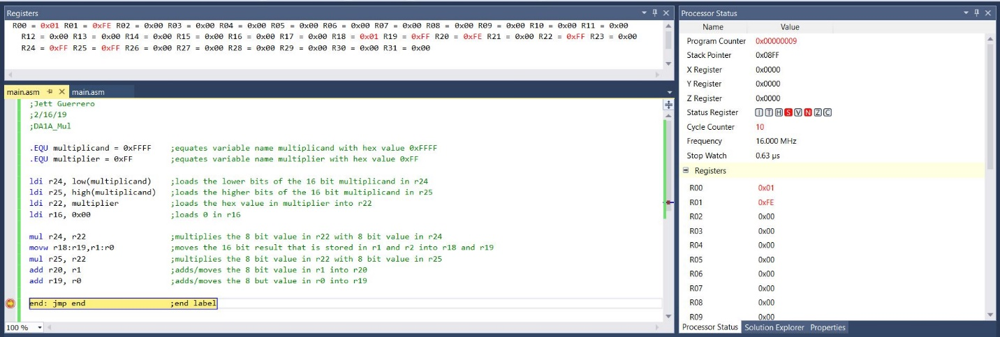 Registers
R00 = 0x01 R01 = 0xFE R02 = 0x00 R03 = 0x00 R04 = 0x00 R05 = 0x00 R06 = 0x00 R07 = 0x00 R08 = 0x00 R09 = 0x00 R10 = 0x00 R11 = 0x00
R12 = 0x00 R13 = 0x00 R14 = 0x00 R15 = 0x00 R16 = 0x00 R17 = 0x00 R18 = 0x01 R19 = 0xFF R20 = 0xFE R21 = 0x00 R22 = 0xFF R23 = 0x00
R24 = 0xFF R25 = 0xFF R26 = 0x00 R27 = 0x00 R28 = 0x00 R29 = 0x00 R30 = 0x00 R31 = 0x00
main.asm main.asm
;Jett Guerrero
;2/16/19
;DA1A_Mul
.EQU multiplicand = 0xFFFF ;equates variable name multiplicand with hex value 0xFFFF
.EQU multiplier = 0xFF ;equates variable name multiplier with hex value 0xFF
ldi r24, low(multiplicand) ;loads the lower bits of the 16 bit multiplicand in r24
ldi r25, high(multiplicand) ;loads the higher bits of the 16 bit multiplicand in r25
ldi r22, multiplier ;loads the hex value in multiplier into r22
ldi r16, 0x00 ;loads 0 in r16
mul r24, r22 ;multiplies the 8 bit value in r22 with 8 bit value in r24
movw r18:r19,r1:r0 ;moves the 16 bit result that is stored in r1 and r2 into r18 and r19
mul r25, r22 ;multiplies the 8 bit value in r22 with 8 bit value in r25
add r20, r1 ;adds/moves the 8 bit value in r1 into r20
add r19, r0 ;adds/moves the 8 but value in r0 into r19
end: jmp end ;end label
100 %
Processor Status
Name Value
Program Counter 0x00000009
Stack Pointer 0x08FF
X Register 0x0000
Y Register 0x0000
Z Register 0x0000
Status Register I T H S V N Z C
Cycle Counter 10
Frequency 16.000 MHz
Stop Watch 0.63 µs
Registers
R00 0x01
R01 0xFE
R02 0x00
R03 0x00
R04 0x00
R05 0x00
R06 0x00
R07 0x00
R08 0x00
R09 0x00
Processor Status Solution Explorer Properties